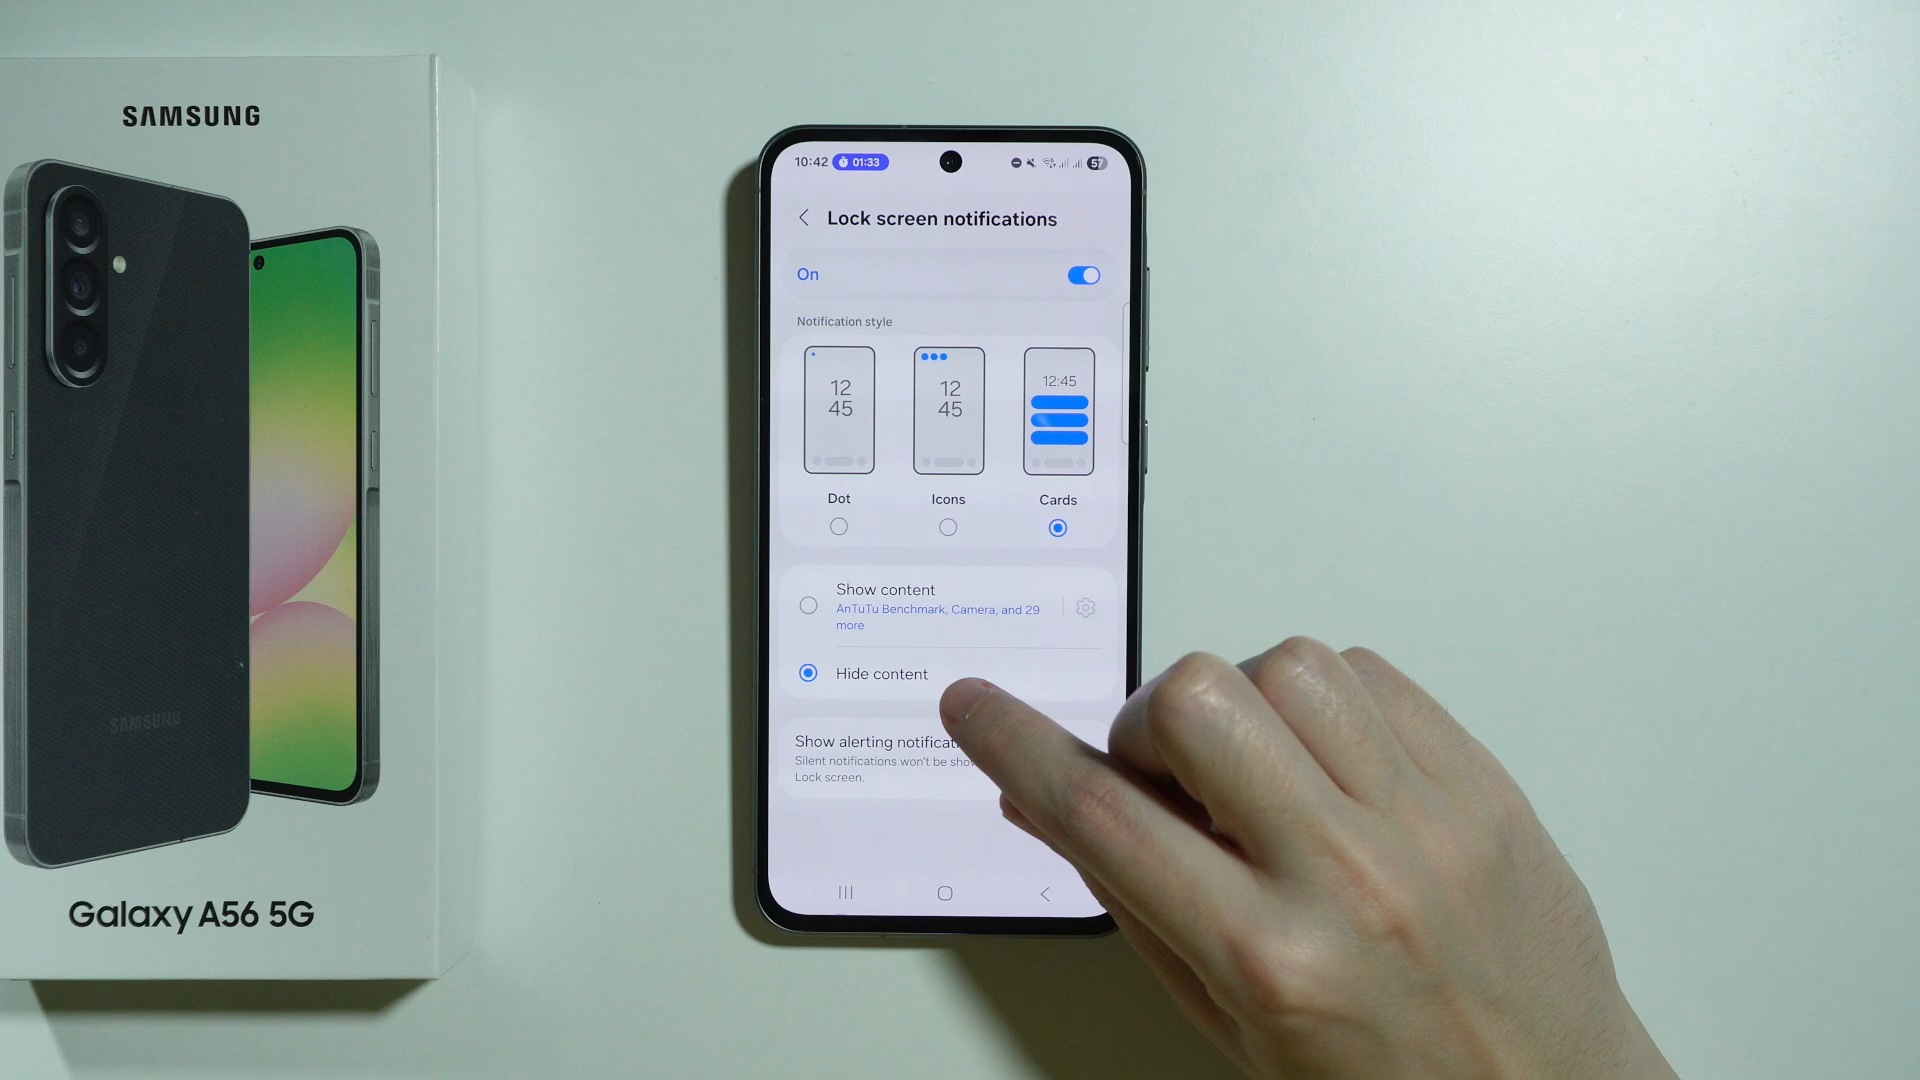 SAMSUNG
SAMSUNG
Galaxy A56 5G
10:42 01:33 57
Lock screen notifications
On
Notification style
12
45
12
45
12:45
Dot
Icons
Cards
Show content
AnTuTu Benchmark, Camera, and 29
more
Hide content
Show alerting
Silent notifications won't be
Lock screen.